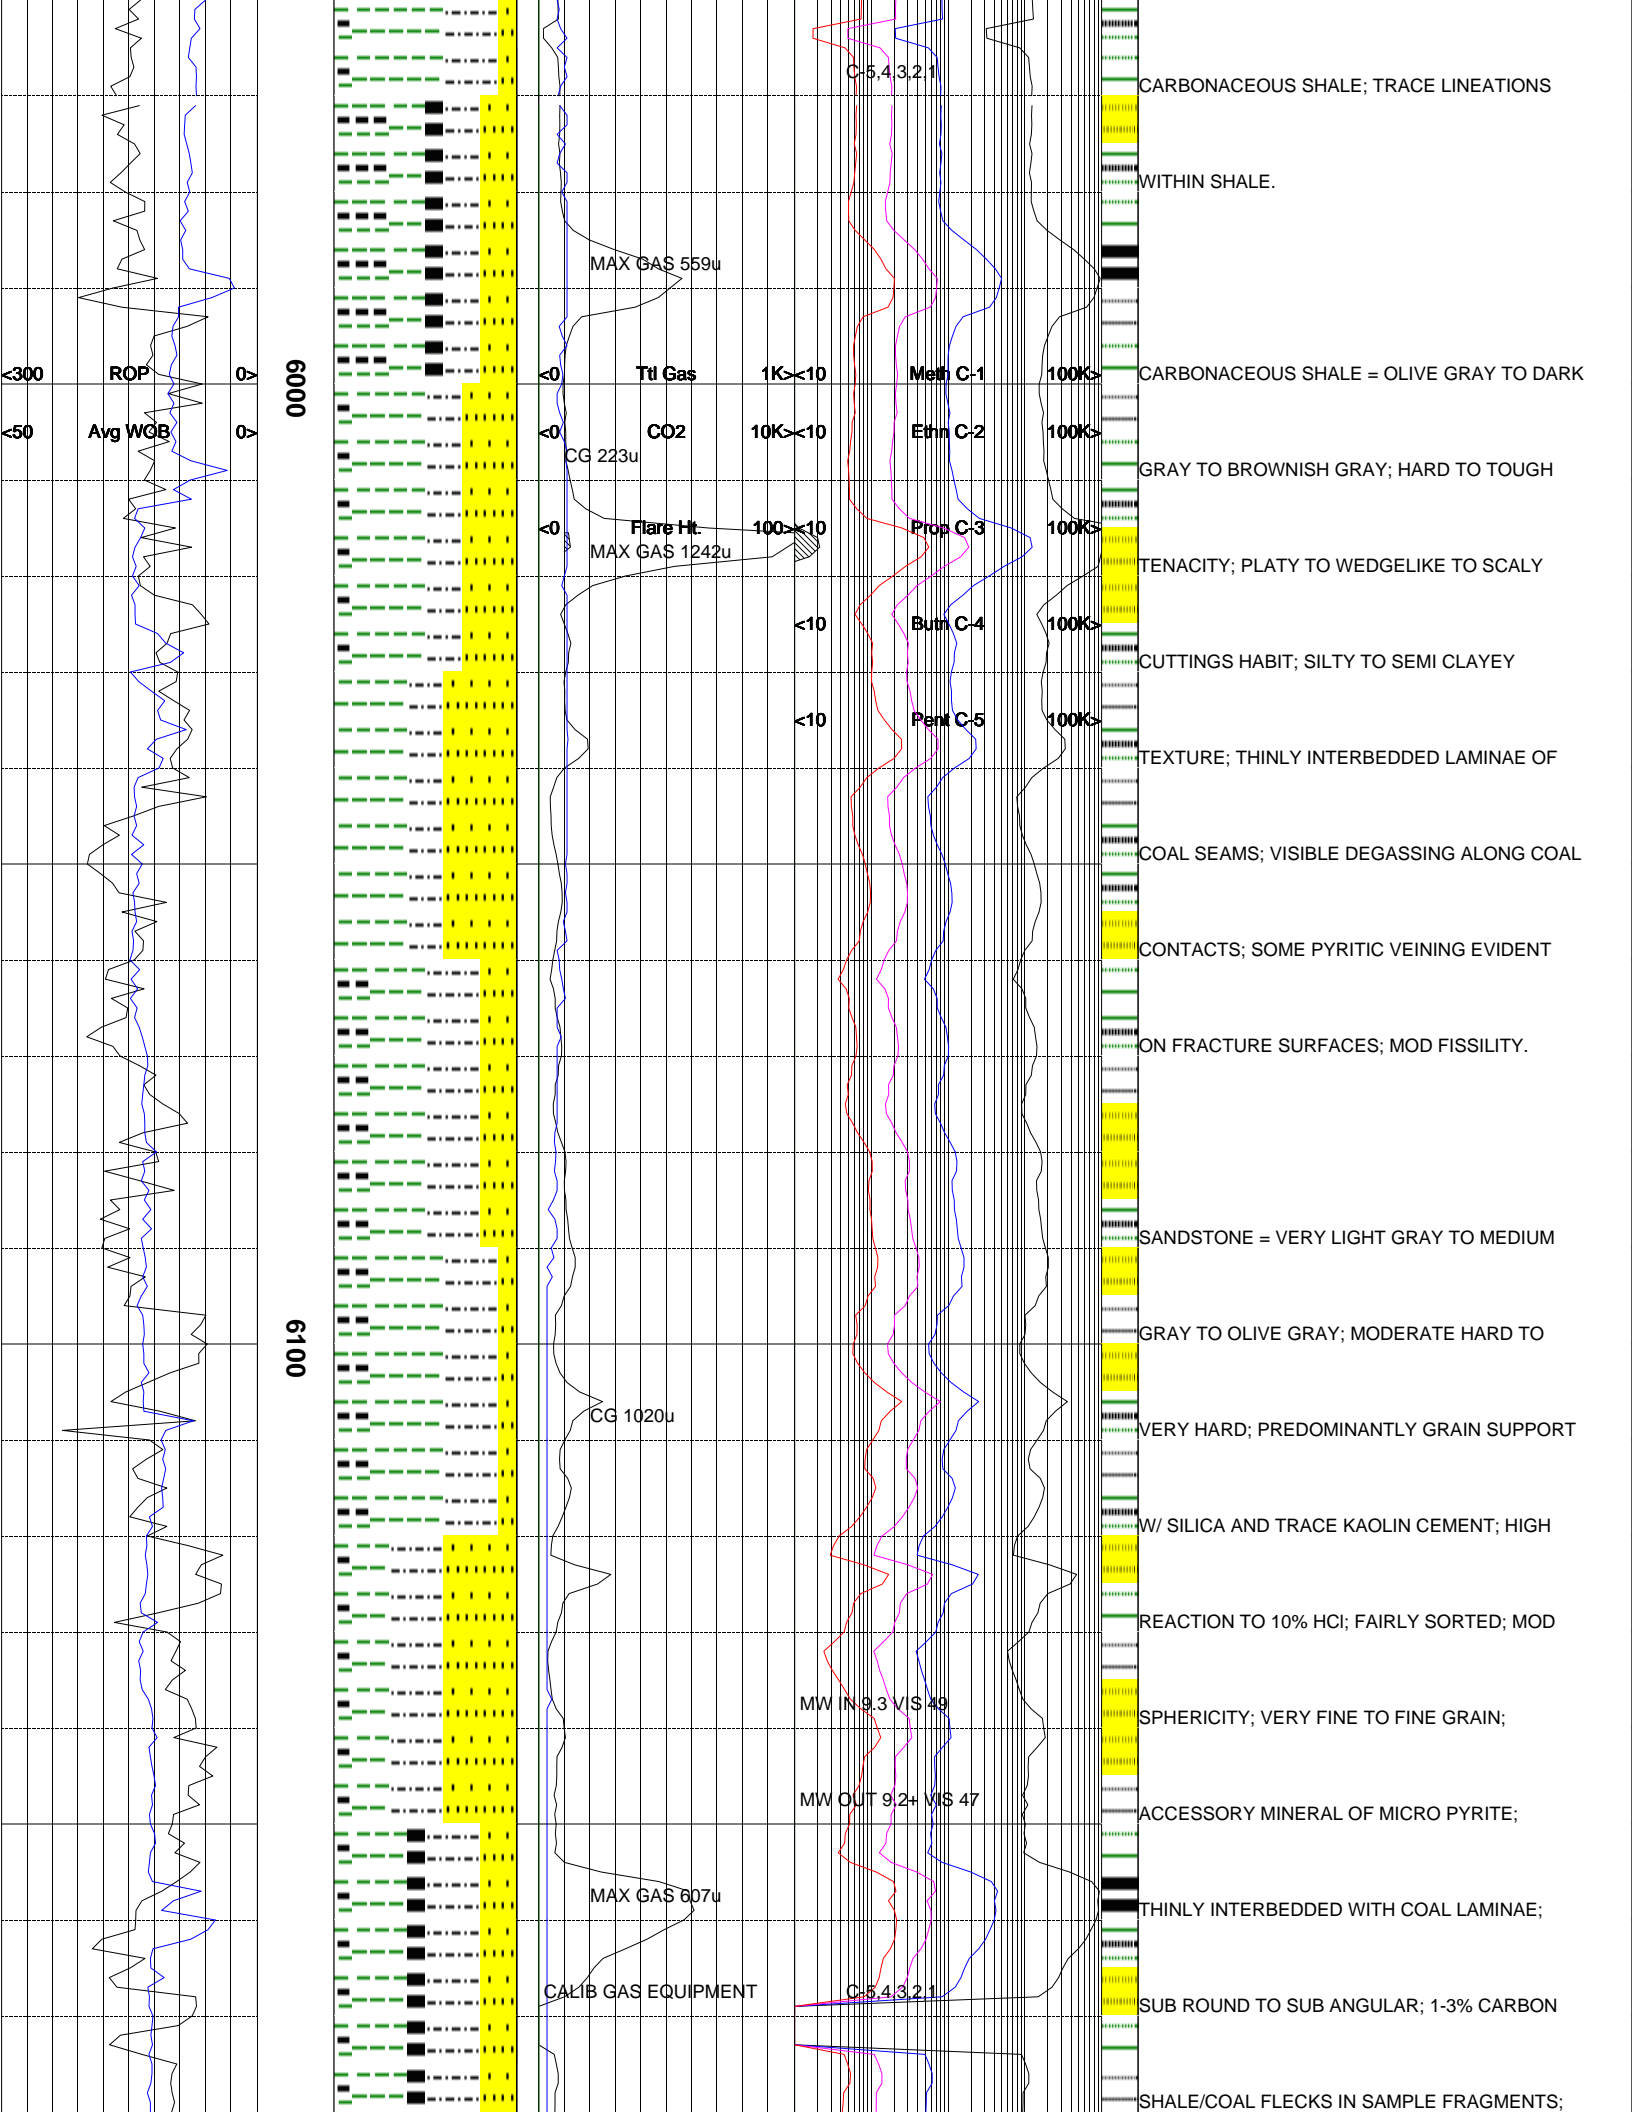 C-5,4,3,2,1
CARBONACEOUS SHALE; TRACE LINEATIONS
WITHIN SHALE.
MAX GAS 559u
<300 ROP 0>
6000
<0 Ttl Gas 1K>
<10 Meth C-1 100K>
CARBONACEOUS SHALE = OLIVE GRAY TO DARK
<50 Avg WOB 0>
<0 CO2 10K>
<10 Ethn C-2 100K>
CG 223u
GRAY TO BROWNISH GRAY; HARD TO TOUGH
<0 Flare Ht. 100>
<10 Prop C-3 100K>
MAX GAS 1242u
TENACITY; PLATY TO WEDGELIKE TO SCALY
<10 Butn C-4 100K>
CUTTINGS HABIT; SILTY TO SEMI CLAYEY
<10 Pent C-5 100K>
TEXTURE; THINLY INTERBEDDED LAMINAE OF
COAL SEAMS; VISIBLE DEGASSING ALONG COAL
CONTACTS; SOME PYRITIC VEINING EVIDENT
ON FRACTURE SURFACES; MOD FISSILITY.
SANDSTONE = VERY LIGHT GRAY TO MEDIUM
6100
GRAY TO OLIVE GRAY; MODERATE HARD TO
CG 1020u
VERY HARD; PREDOMINANTLY GRAIN SUPPORT
W/ SILICA AND TRACE KAOLIN CEMENT; HIGH
REACTION TO 10% HCl; FAIRLY SORTED; MOD
MW IN 9.3 VIS 49
SPHERICITY; VERY FINE TO FINE GRAIN;
MW OUT 9.2+ VIS 47
ACCESSORY MINERAL OF MICRO PYRITE;
MAX GAS 607u
THINLY INTERBEDDED WITH COAL LAMINAE;
CALIB GAS EQUIPMENT
C-5,4,3,2,1
SUB ROUND TO SUB ANGULAR; 1-3% CARBON
SHALE/COAL FLECKS IN SAMPLE FRAGMENTS;